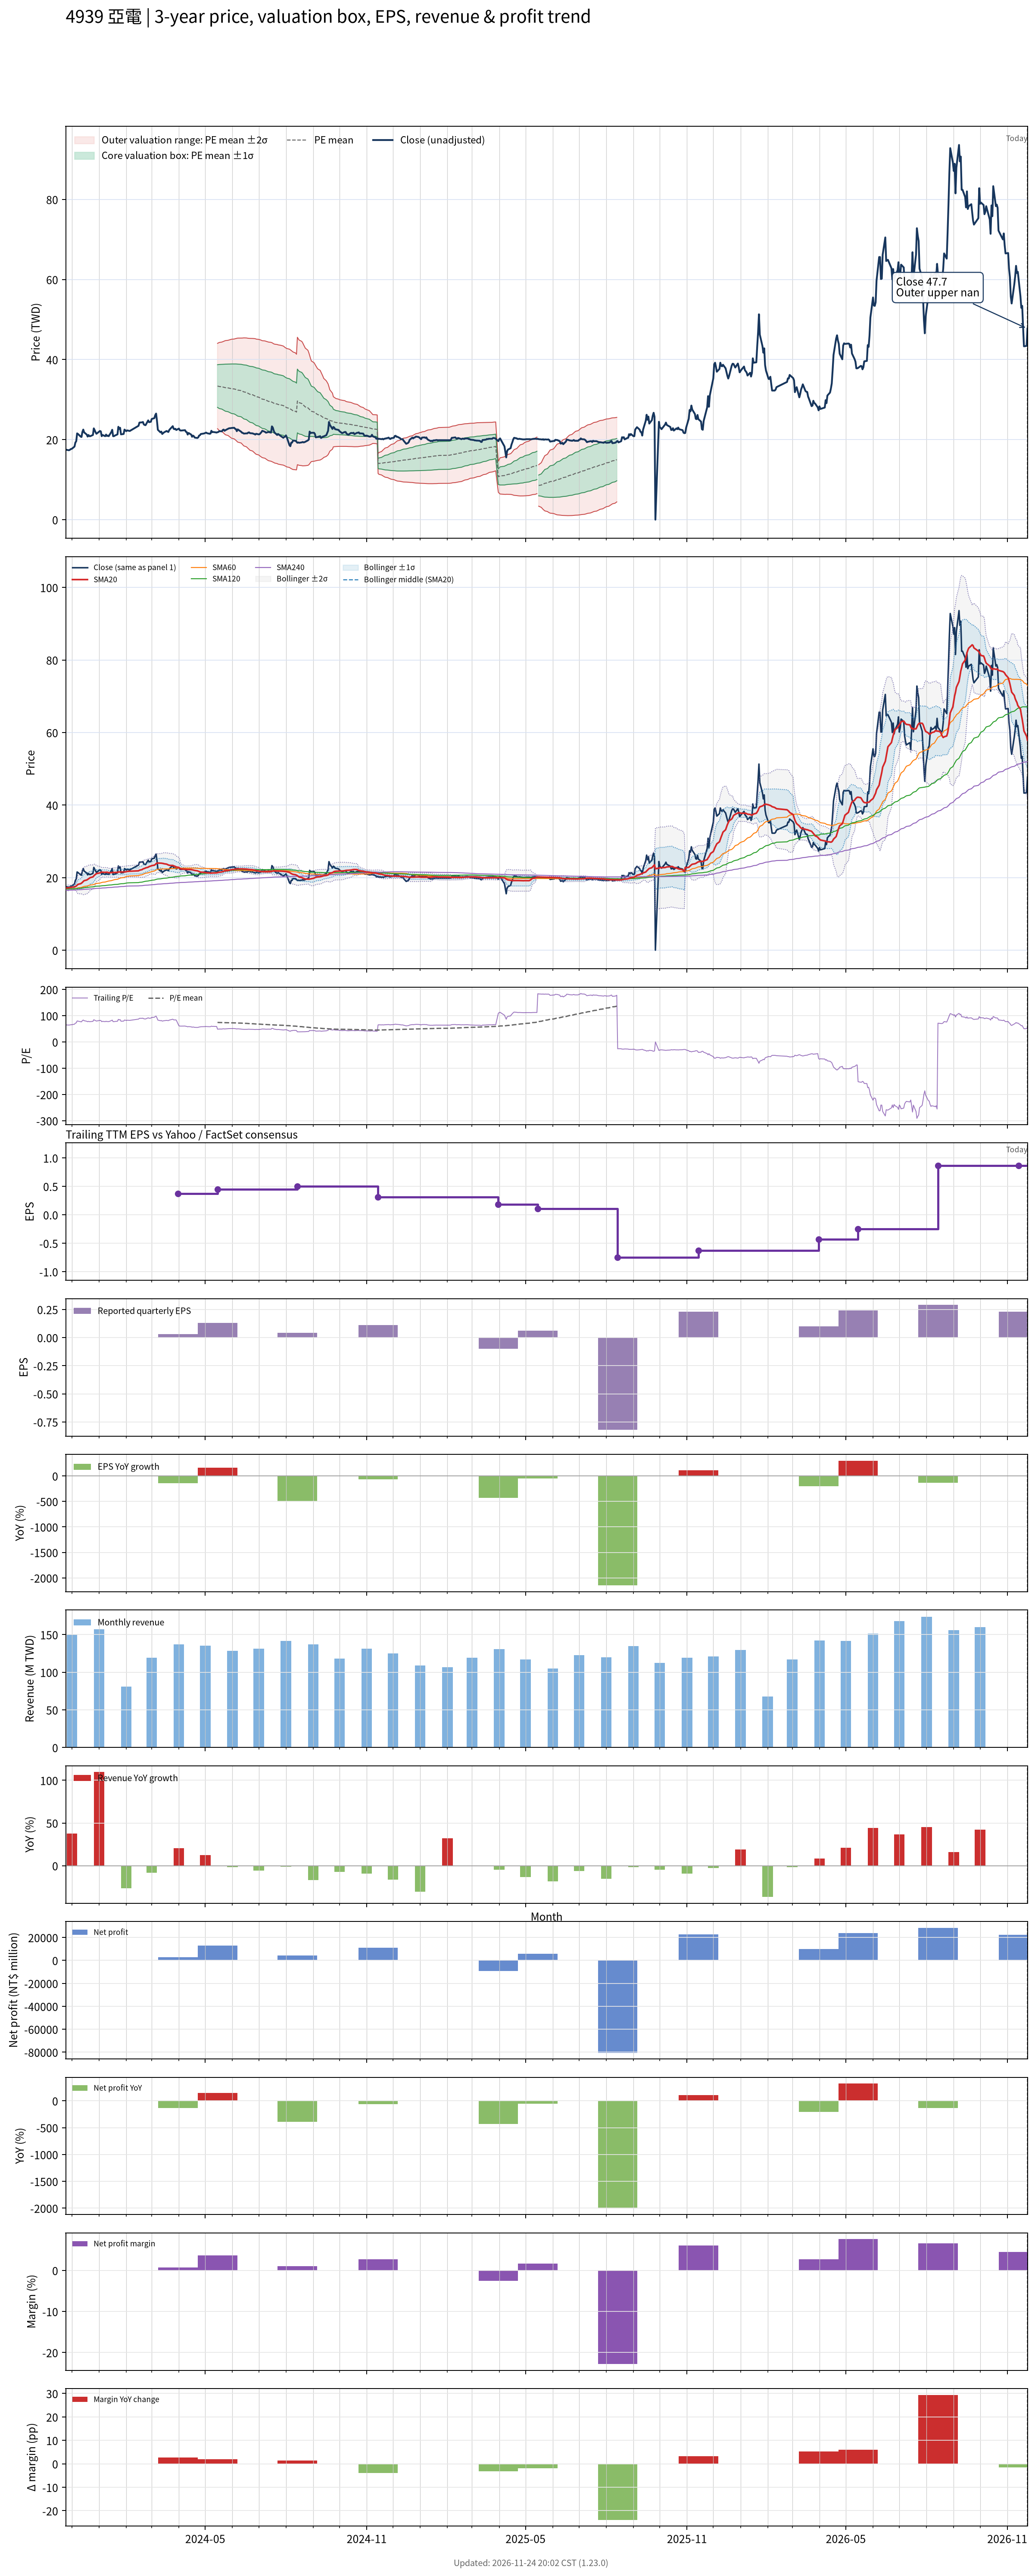 4939 亞電 | 3-year price, valuation box, EPS, revenue & profit trend
Outer valuation range: PE mean ±2σ
PE mean
Close (unadjusted)
Core valuation box: PE mean ±1σ
Today
Close 47.7
Outer upper nan
Price (TWD)
80
60
40
20
0
Close (same as panel 1)
SMA60
SMA240
Bollinger ±1σ
SMA20
SMA120
Bollinger ±2σ
Bollinger middle (SMA20)
Price
100
80
60
40
20
0
Trailing P/E
P/E mean
P/E
200
100
0
-100
-200
-300
Trailing TTM EPS vs Yahoo / FactSet consensus
Today
EPS
1.0
0.5
0.0
-0.5
-1.0
Reported quarterly EPS
EPS
0.25
0.00
-0.25
-0.50
-0.75
EPS YoY growth
YoY (%)
0
-500
-1000
-1500
-2000
Monthly revenue
Revenue (M TWD)
150
100
50
0
Revenue YoY growth
YoY (%)
100
50
0
Month
Net profit
Net profit (NT$ million)
20000
0
-20000
-40000
-60000
-80000
Net profit YoY
YoY (%)
0
-500
-1000
-1500
-2000
Net profit margin
Margin (%)
0
-10
-20
Margin YoY change
Δ margin (pp)
30
20
10
0
-10
-20
2024-05
2024-11
2025-05
2025-11
2026-05
2026-11
Updated: 2026-11-24 20:02 CST (1.23.0)